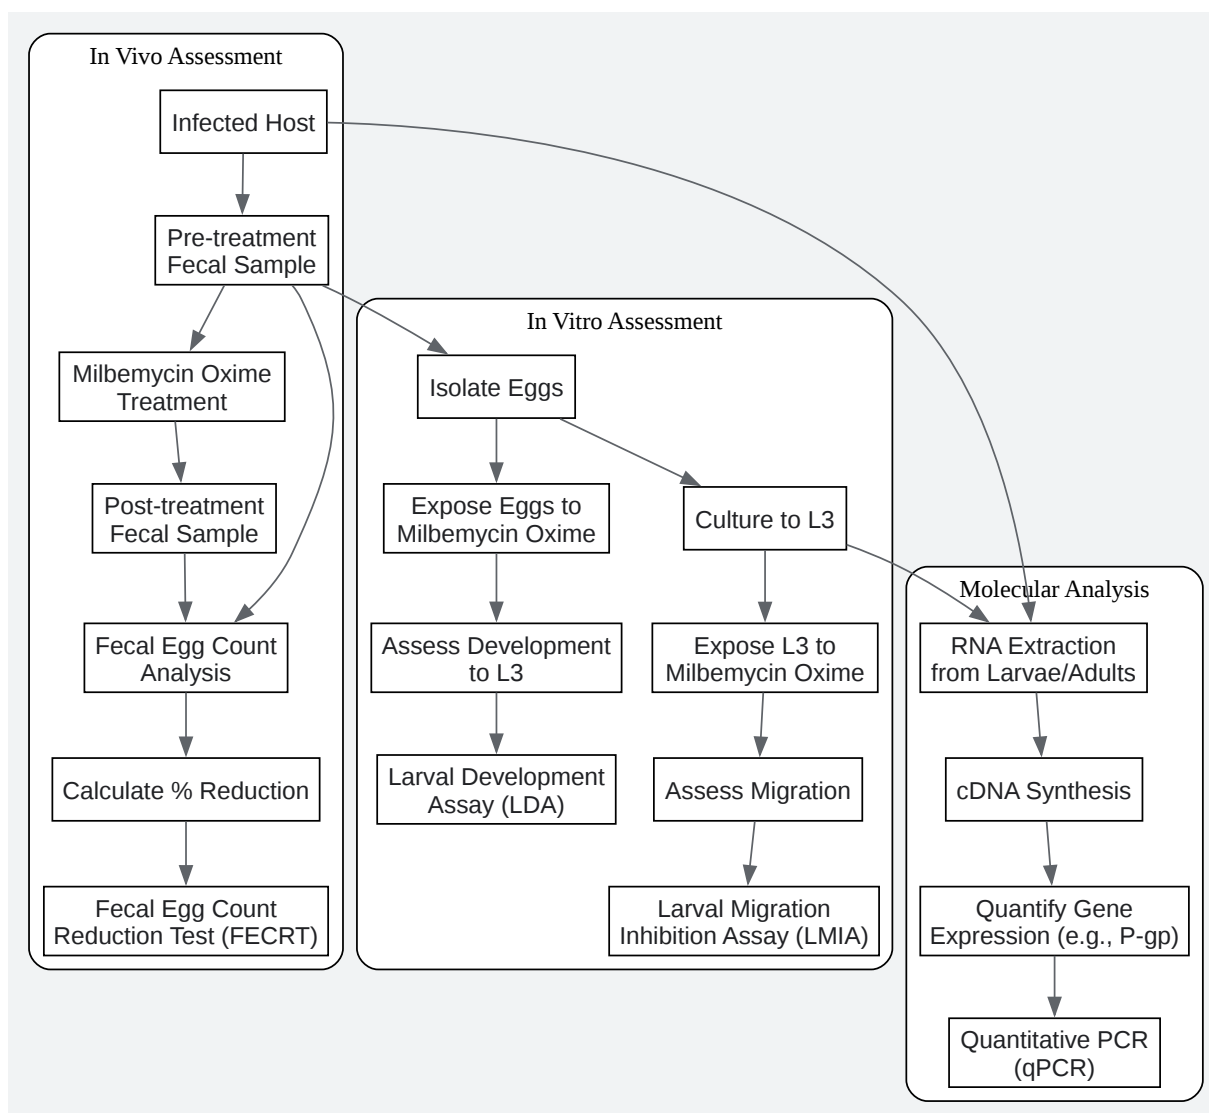 In Vivo Assessment
Infected Host
Pre-treatment
Fecal Sample
Milbemycin Oxime
Treatment
Post-treatment
Fecal Sample
Fecal Egg Count
Analysis
Calculate % Reduction
Fecal Egg Count
Reduction Test (FECRT)
In Vitro Assessment
Isolate Eggs
Expose Eggs to
Milbemycin Oxime
Assess Development
to L3
Larval Development
Assay (LDA)
Culture to L3
Expose L3 to
Milbemycin Oxime
Assess Migration
Larval Migration
Inhibition Assay (LMIA)
Molecular Analysis
RNA Extraction
from Larvae/Adults
cDNA Synthesis
Quantify Gene
Expression (e.g., P-gp)
Quantitative PCR
(qPCR)